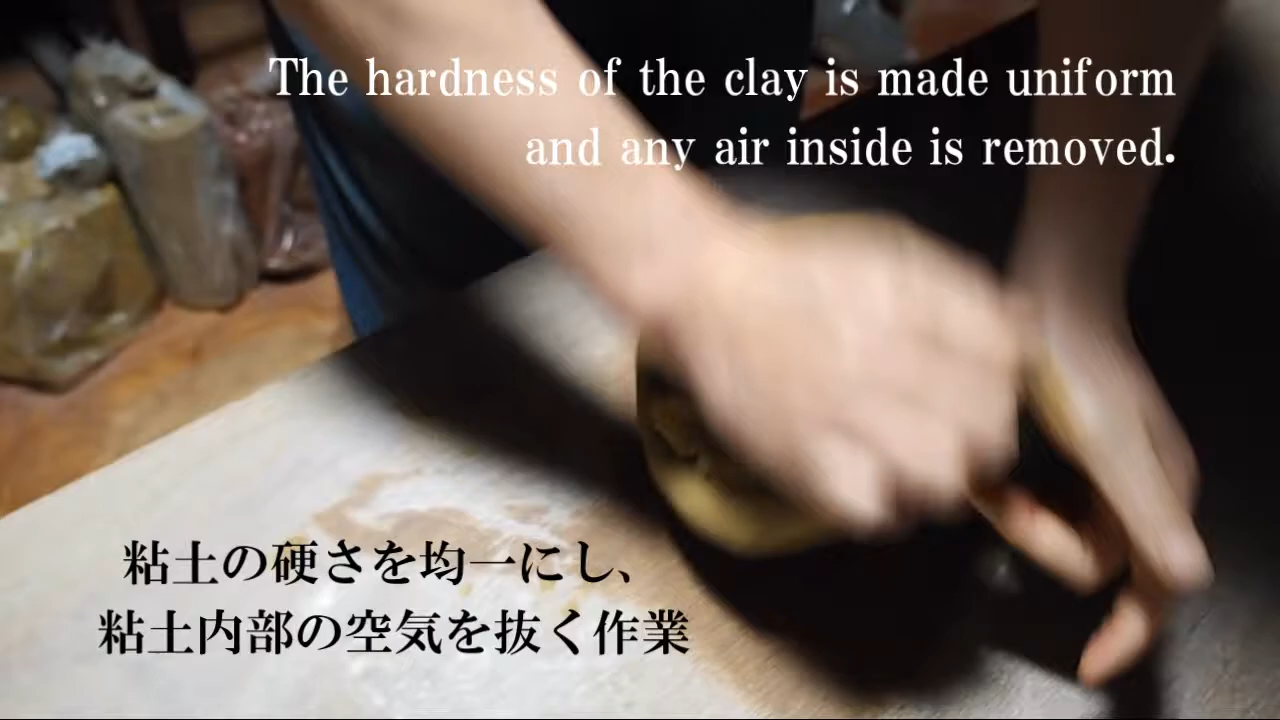 The hardness of the clay is made uniform
and any air inside is removed.
粘土の硬さを均一にし、
粘土内部の空気を抜く作業